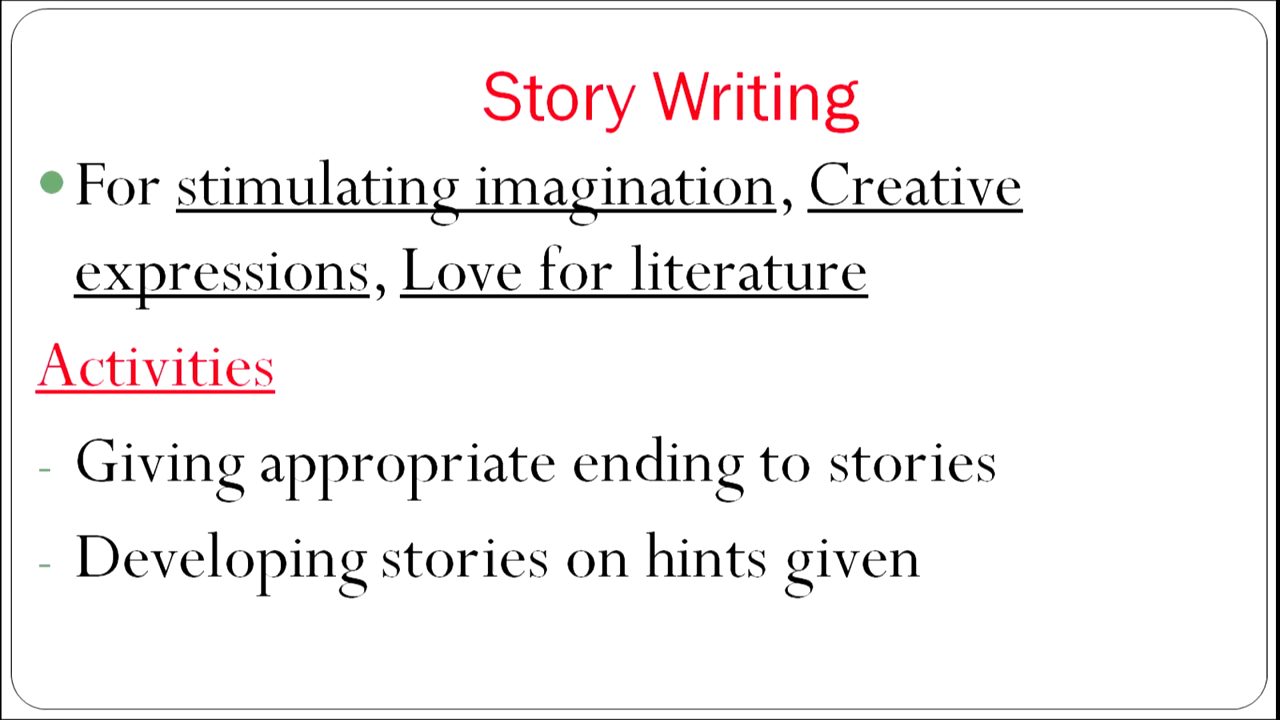 Story Writing
For stimulating imagination, Creative
expressions, Love for literature
Activities
- Giving appropriate ending to stories
- Developing stories on hints given